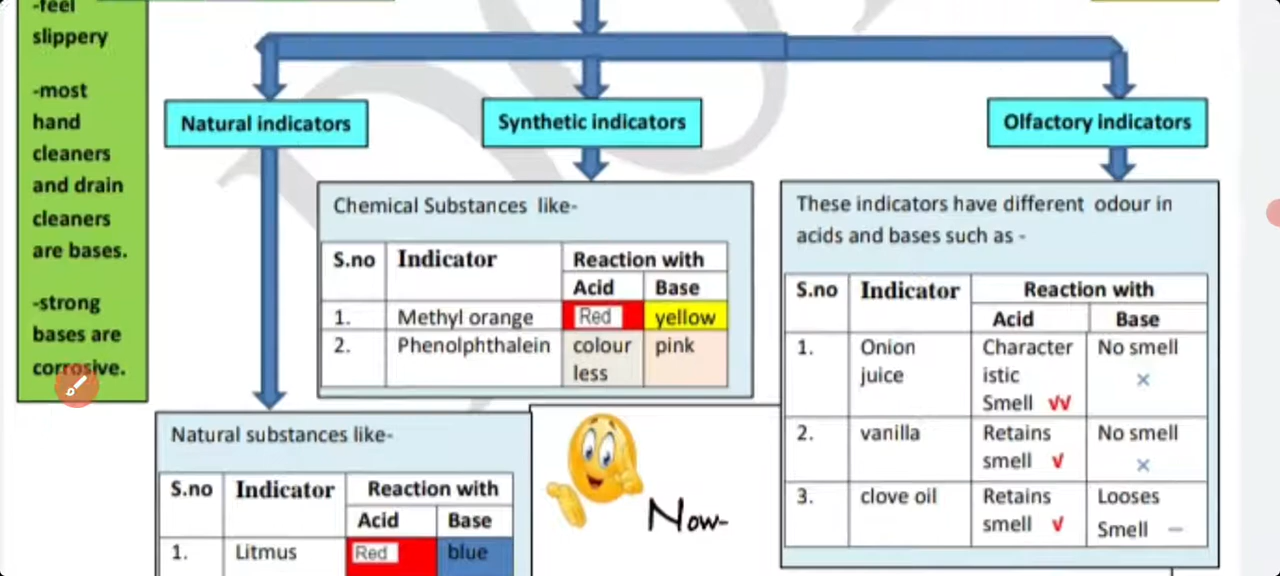 -feel
slippery
-most
hand
cleaners
and drain
cleaners
are bases.
-strong
bases are
corrosive.
Natural indicators
Synthetic indicators
Olfactory indicators
Chemical Substances like-
S.no Indicator Reaction with
Acid Base
1. Methyl orange Red yellow
2. Phenolphthalein colour pink
less
These indicators have different odour in
acids and bases such as -
S.no Indicator Reaction with
Acid Base
1. Onion Character No smell
juice istic ×
Smell √√
2. vanilla Retains No smell
smell √ ×
3. clove oil Retains Looses
smell √ Smell –
Natural substances like-
S.no Indicator Reaction with
Acid Base
1. Litmus Red blue
Now-